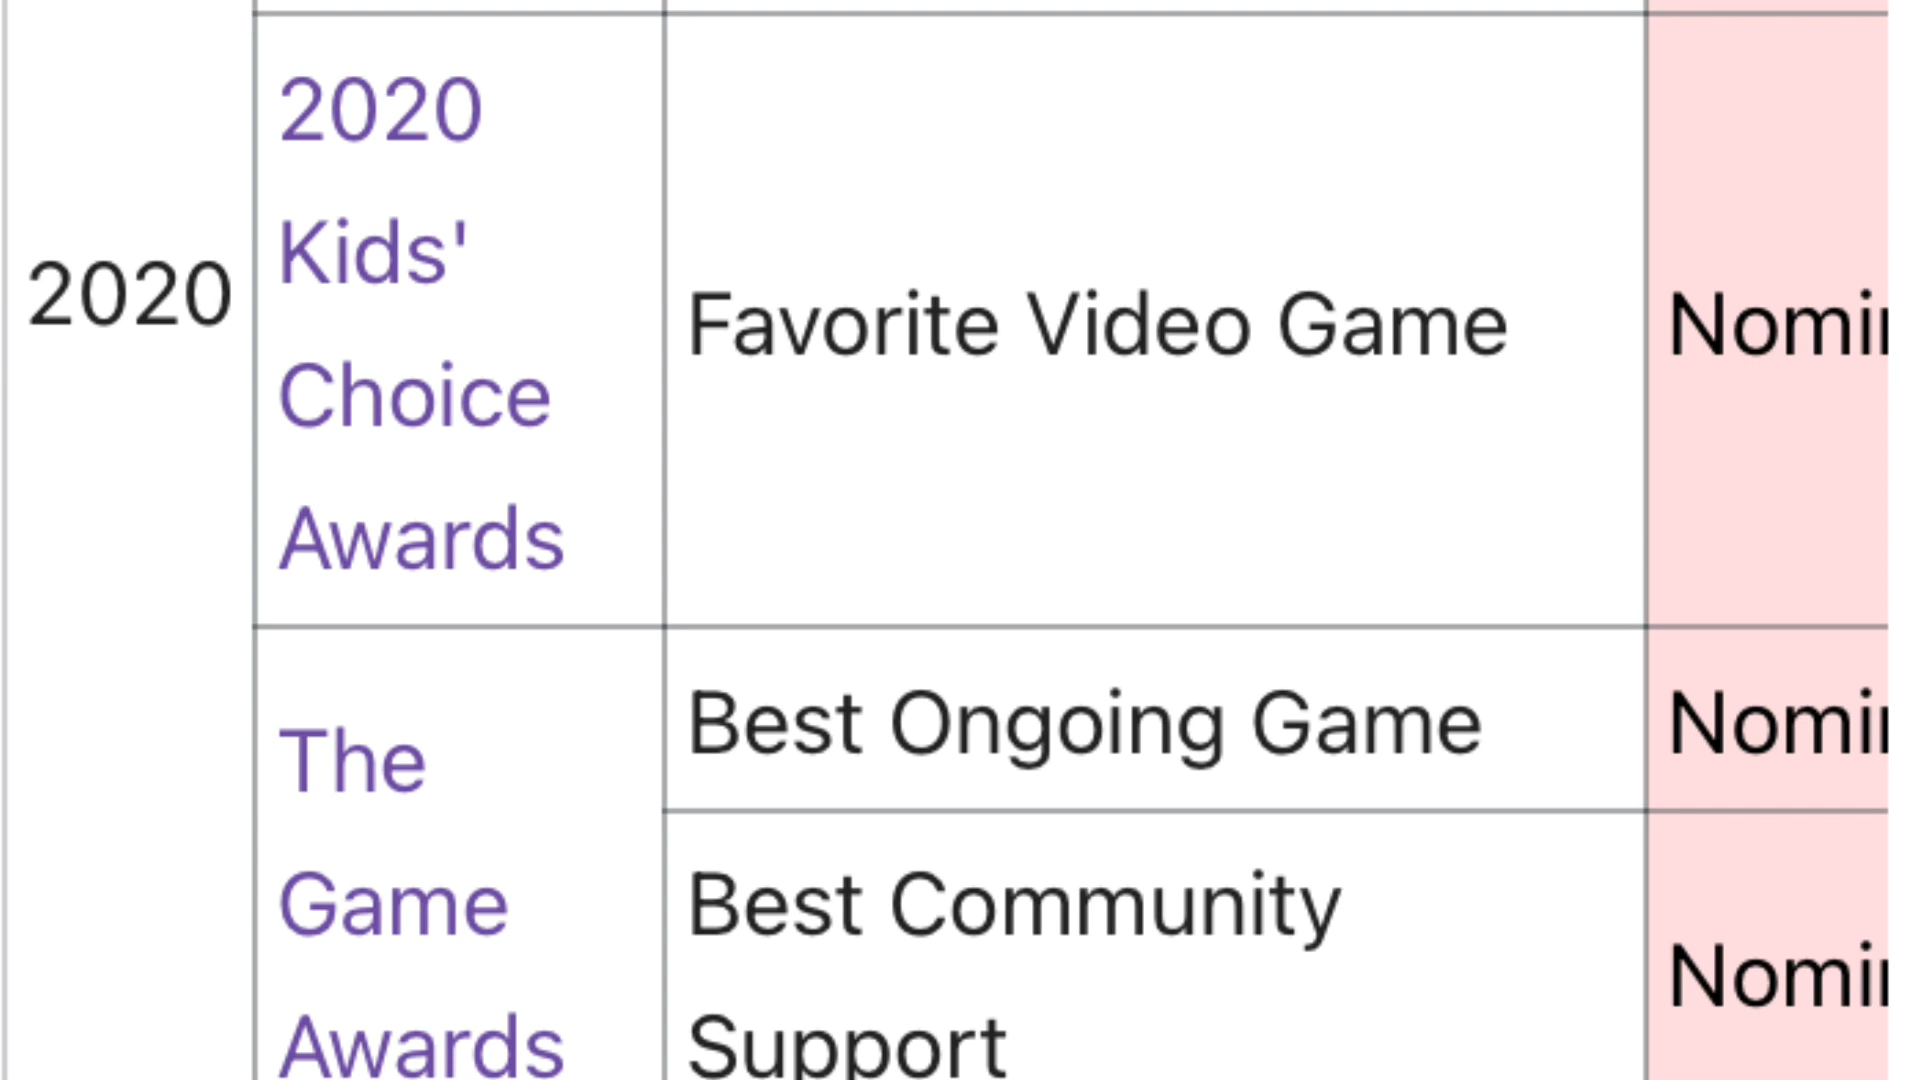 2020
2020
Kids'
Choice
Awards
Favorite Video Game
The
Game
Awards
Best Ongoing Game
Best Community
Support